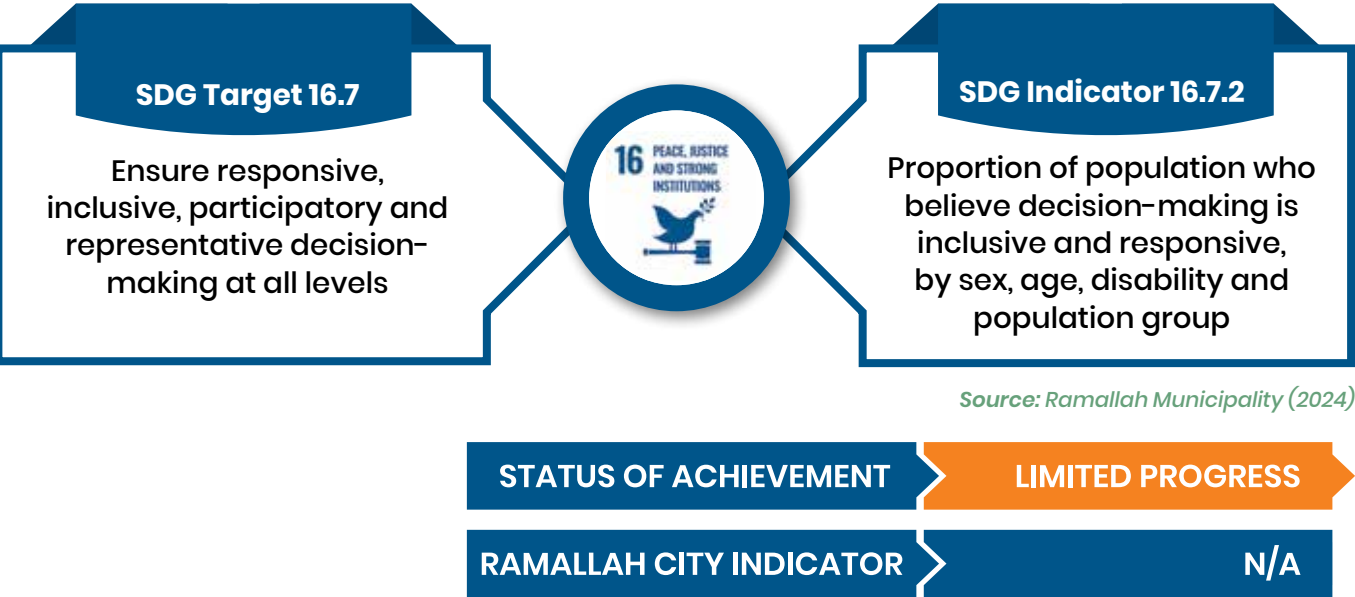 SDG Target 16.7
Ensure responsive,
inclusive, participatory and
representative decision-
making at all levels
16 PEACE, JUSTICE
AND STRONG
INSTITUTIONS
SDG Indicator 16.7.2
Proportion of population who
believe decision-making is
inclusive and responsive,
by sex, age, disability and
population group
Source: Ramallah Municipality (2024)
STATUS OF ACHIEVEMENT
LIMITED PROGRESS
RAMALLAH CITY INDICATOR
N/A